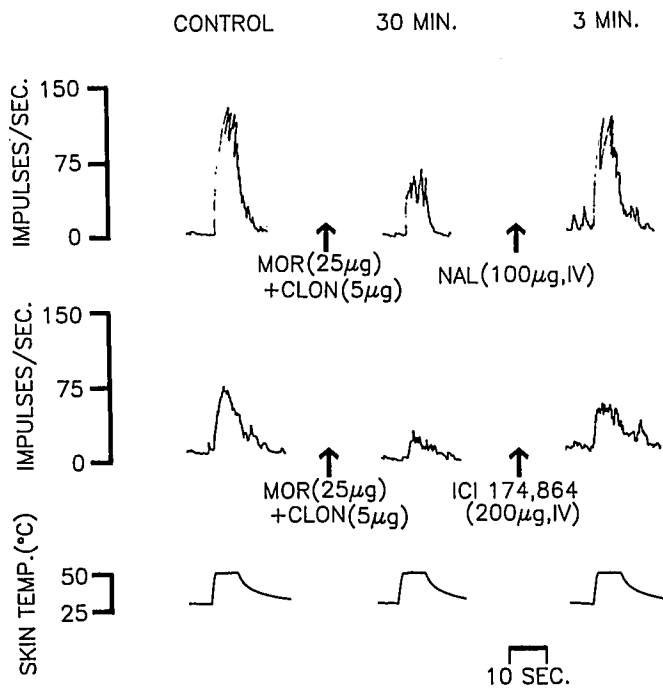 CONTROL 30 MIN. 3 MIN.
IMPULSES/SEC.
150
75
0
MOR(25µg)
+CLON(5µg)
NAL(100µg,IV)
IMPULSES/SEC.
150
75
0
MOR(25µg)
+CLON(5µg)
ICI 174,864
(200µg,IV)
SKIN TEMP.(°C)
50
25
10 SEC.